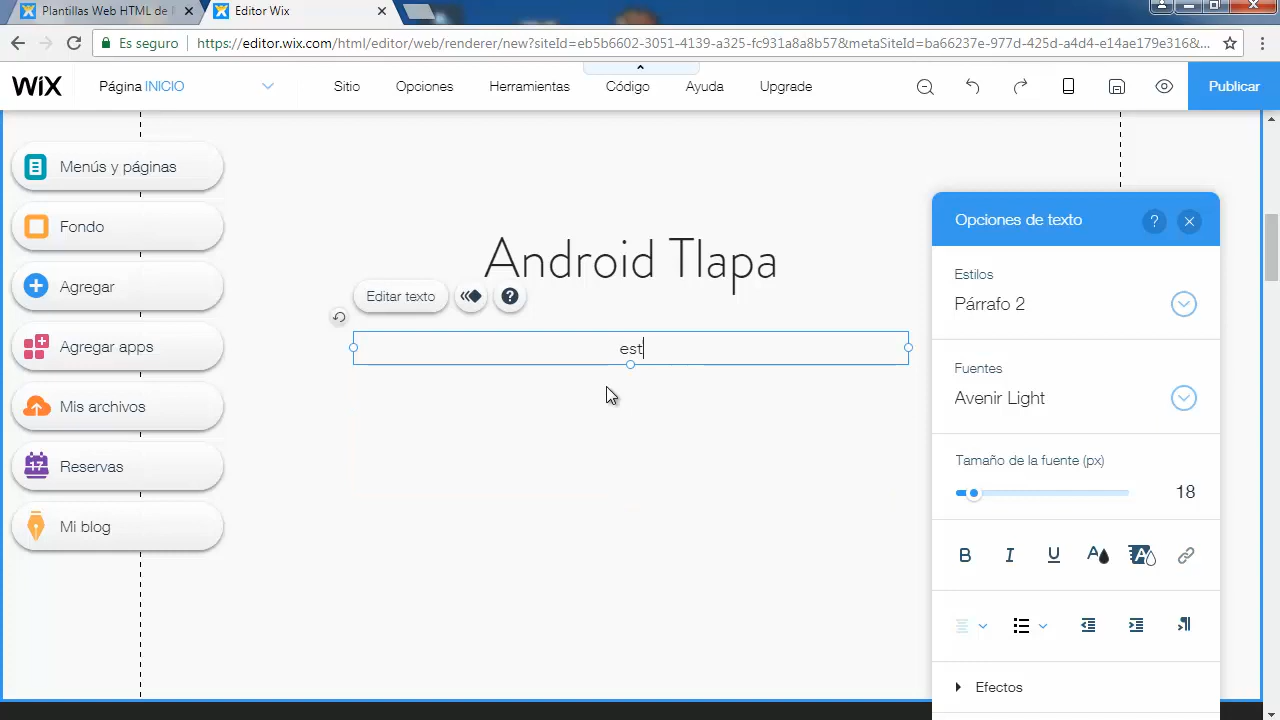 Plantillas Web HTML de
Editor Wix
Es seguro
https://editor.wix.com/html/editor/web/renderer/new?siteId=eb5b6602-3051-4139-a325-fc931a8a8b57&metaSiteId=ba66237e-977d-425d-a4d4-e14ae179e316&...
WiX
Página INICIO
Sitio
Opciones
Herramientas
Código
Ayuda
Upgrade
Publicar
Menús y páginas
Fondo
Agregar
Agregar apps
Mis archivos
17
Reservas
Mi blog
Android Tlapa
Editar texto
?
est
Opciones de texto
?
Estilos
Párrafo 2
Fuentes
Avenir Light
Tamaño de la fuente (px)
18
B I U A A
Efectos